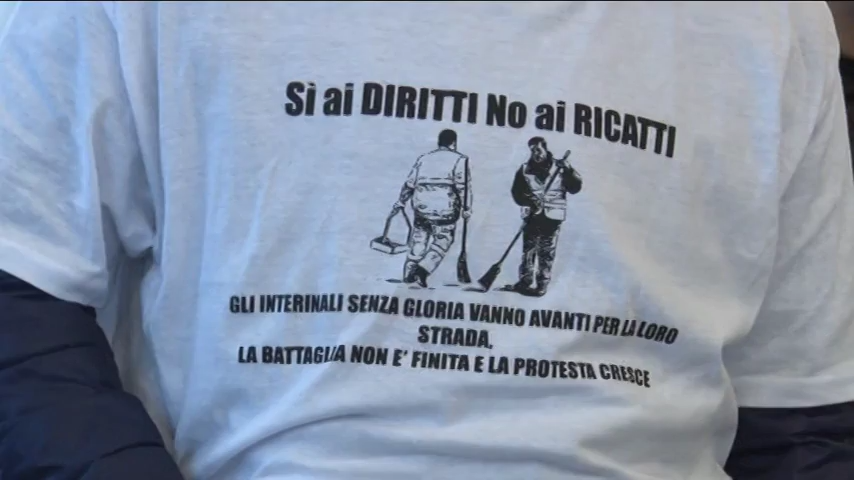 Sì ai DIRITTI No ai RICATTI
GLI INTERINALI SENZA GLORIA VANNO AVANTI PER LA LORO
STRADA,
LA BATTAGLIA NON E' FINITA E LA PROTESTA CRESCE